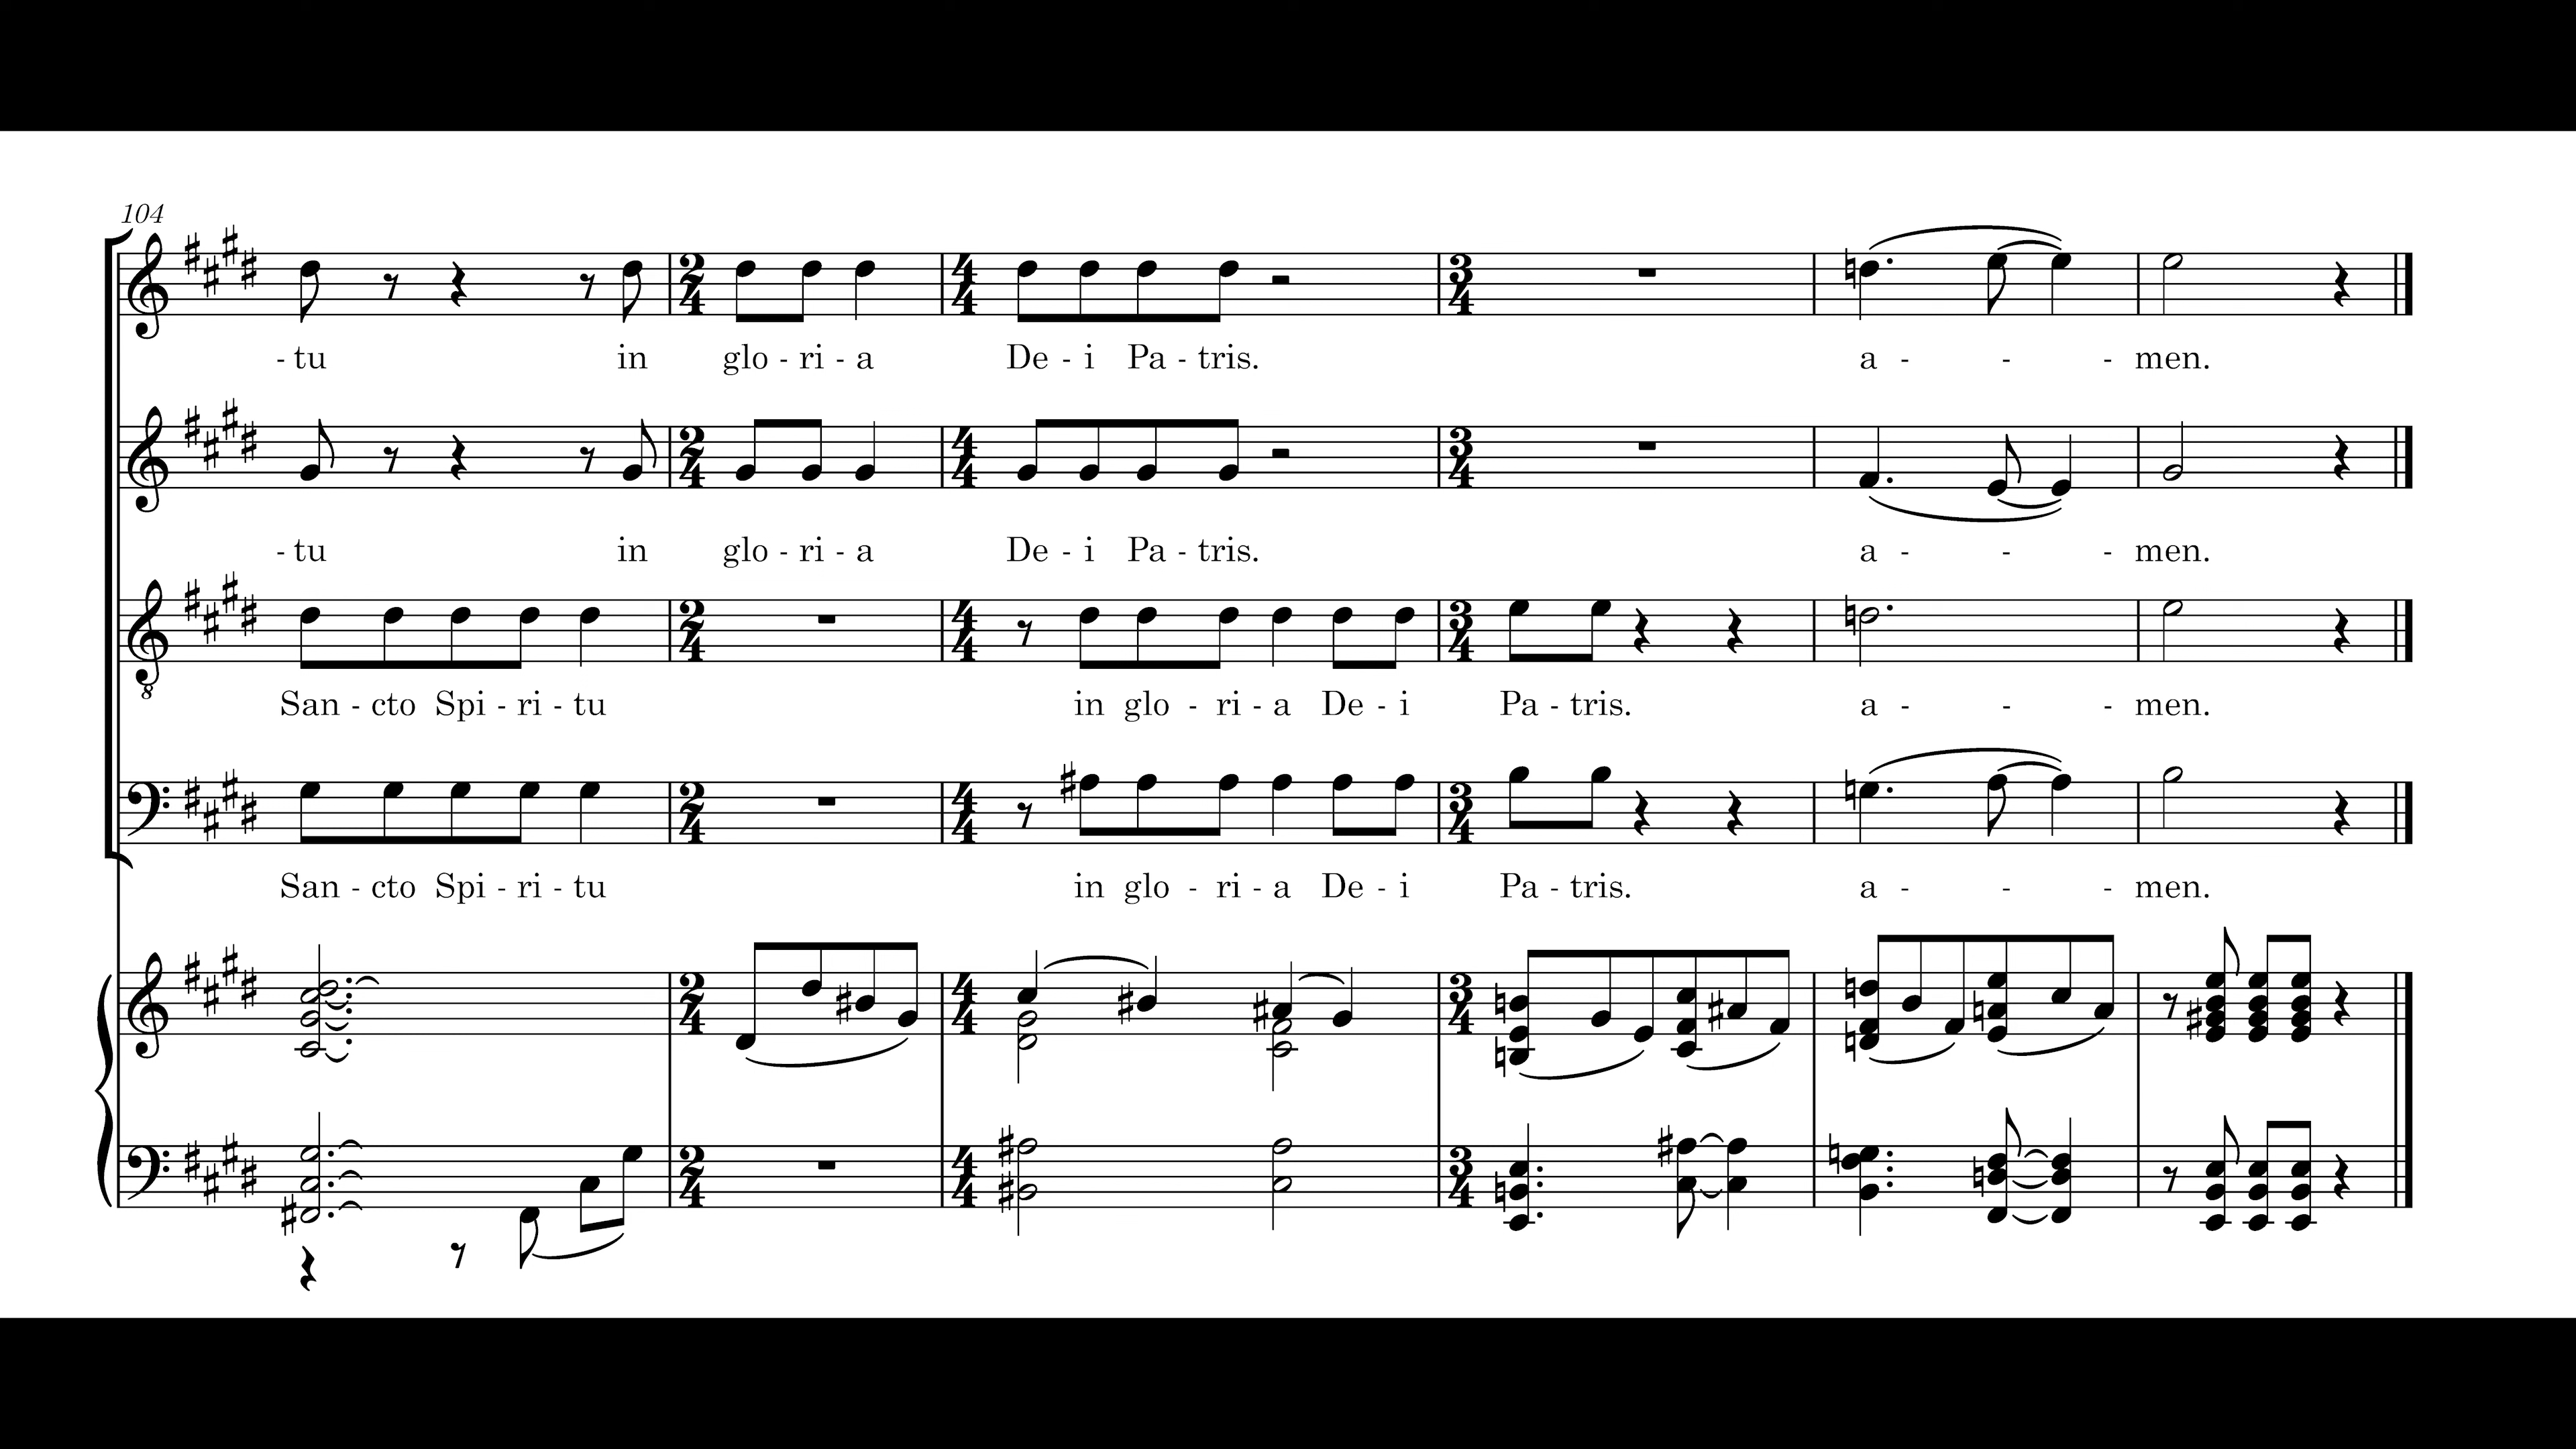 104
- tu in glo - ri - a De - i Pa - tris. a - - - men.
- tu in glo - ri - a De - i Pa - tris. a - - - men.
San - cto Spi - ri - tu in glo - ri - a De - i Pa - tris. a - - - men.
San - cto Spi - ri - tu in glo - ri - a De - i Pa - tris. a - - - men.